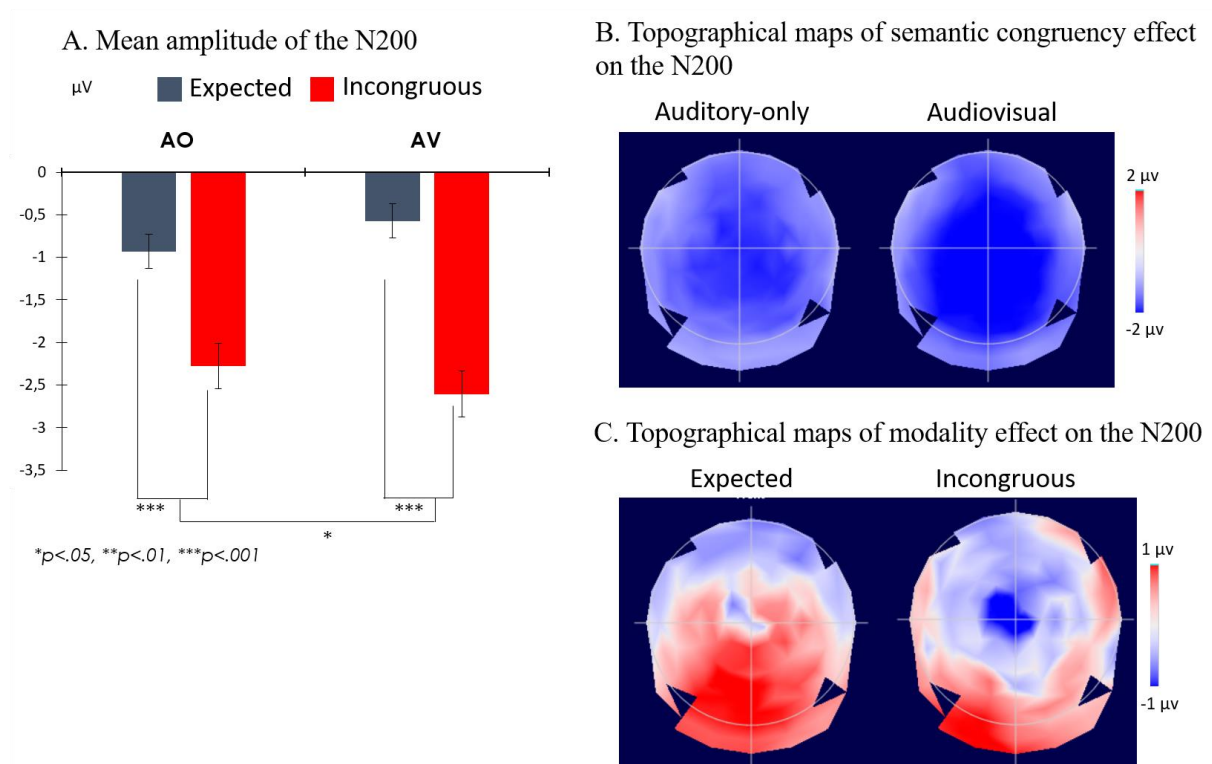 A. Mean amplitude of the N200
µV
Expected
Incongruous
AO
AV
0
-0,5
-1
-1,5
-2
-2,5
-3
-3,5
***
***
*
*p<.05, **p<.01, ***p<.001
B. Topographical maps of semantic congruency effect
on the N200
Auditory-only
Audiovisual
2 µv
-2 µv
C. Topographical maps of modality effect on the N200
Expected
Incongruous
1 µv
-1 µv